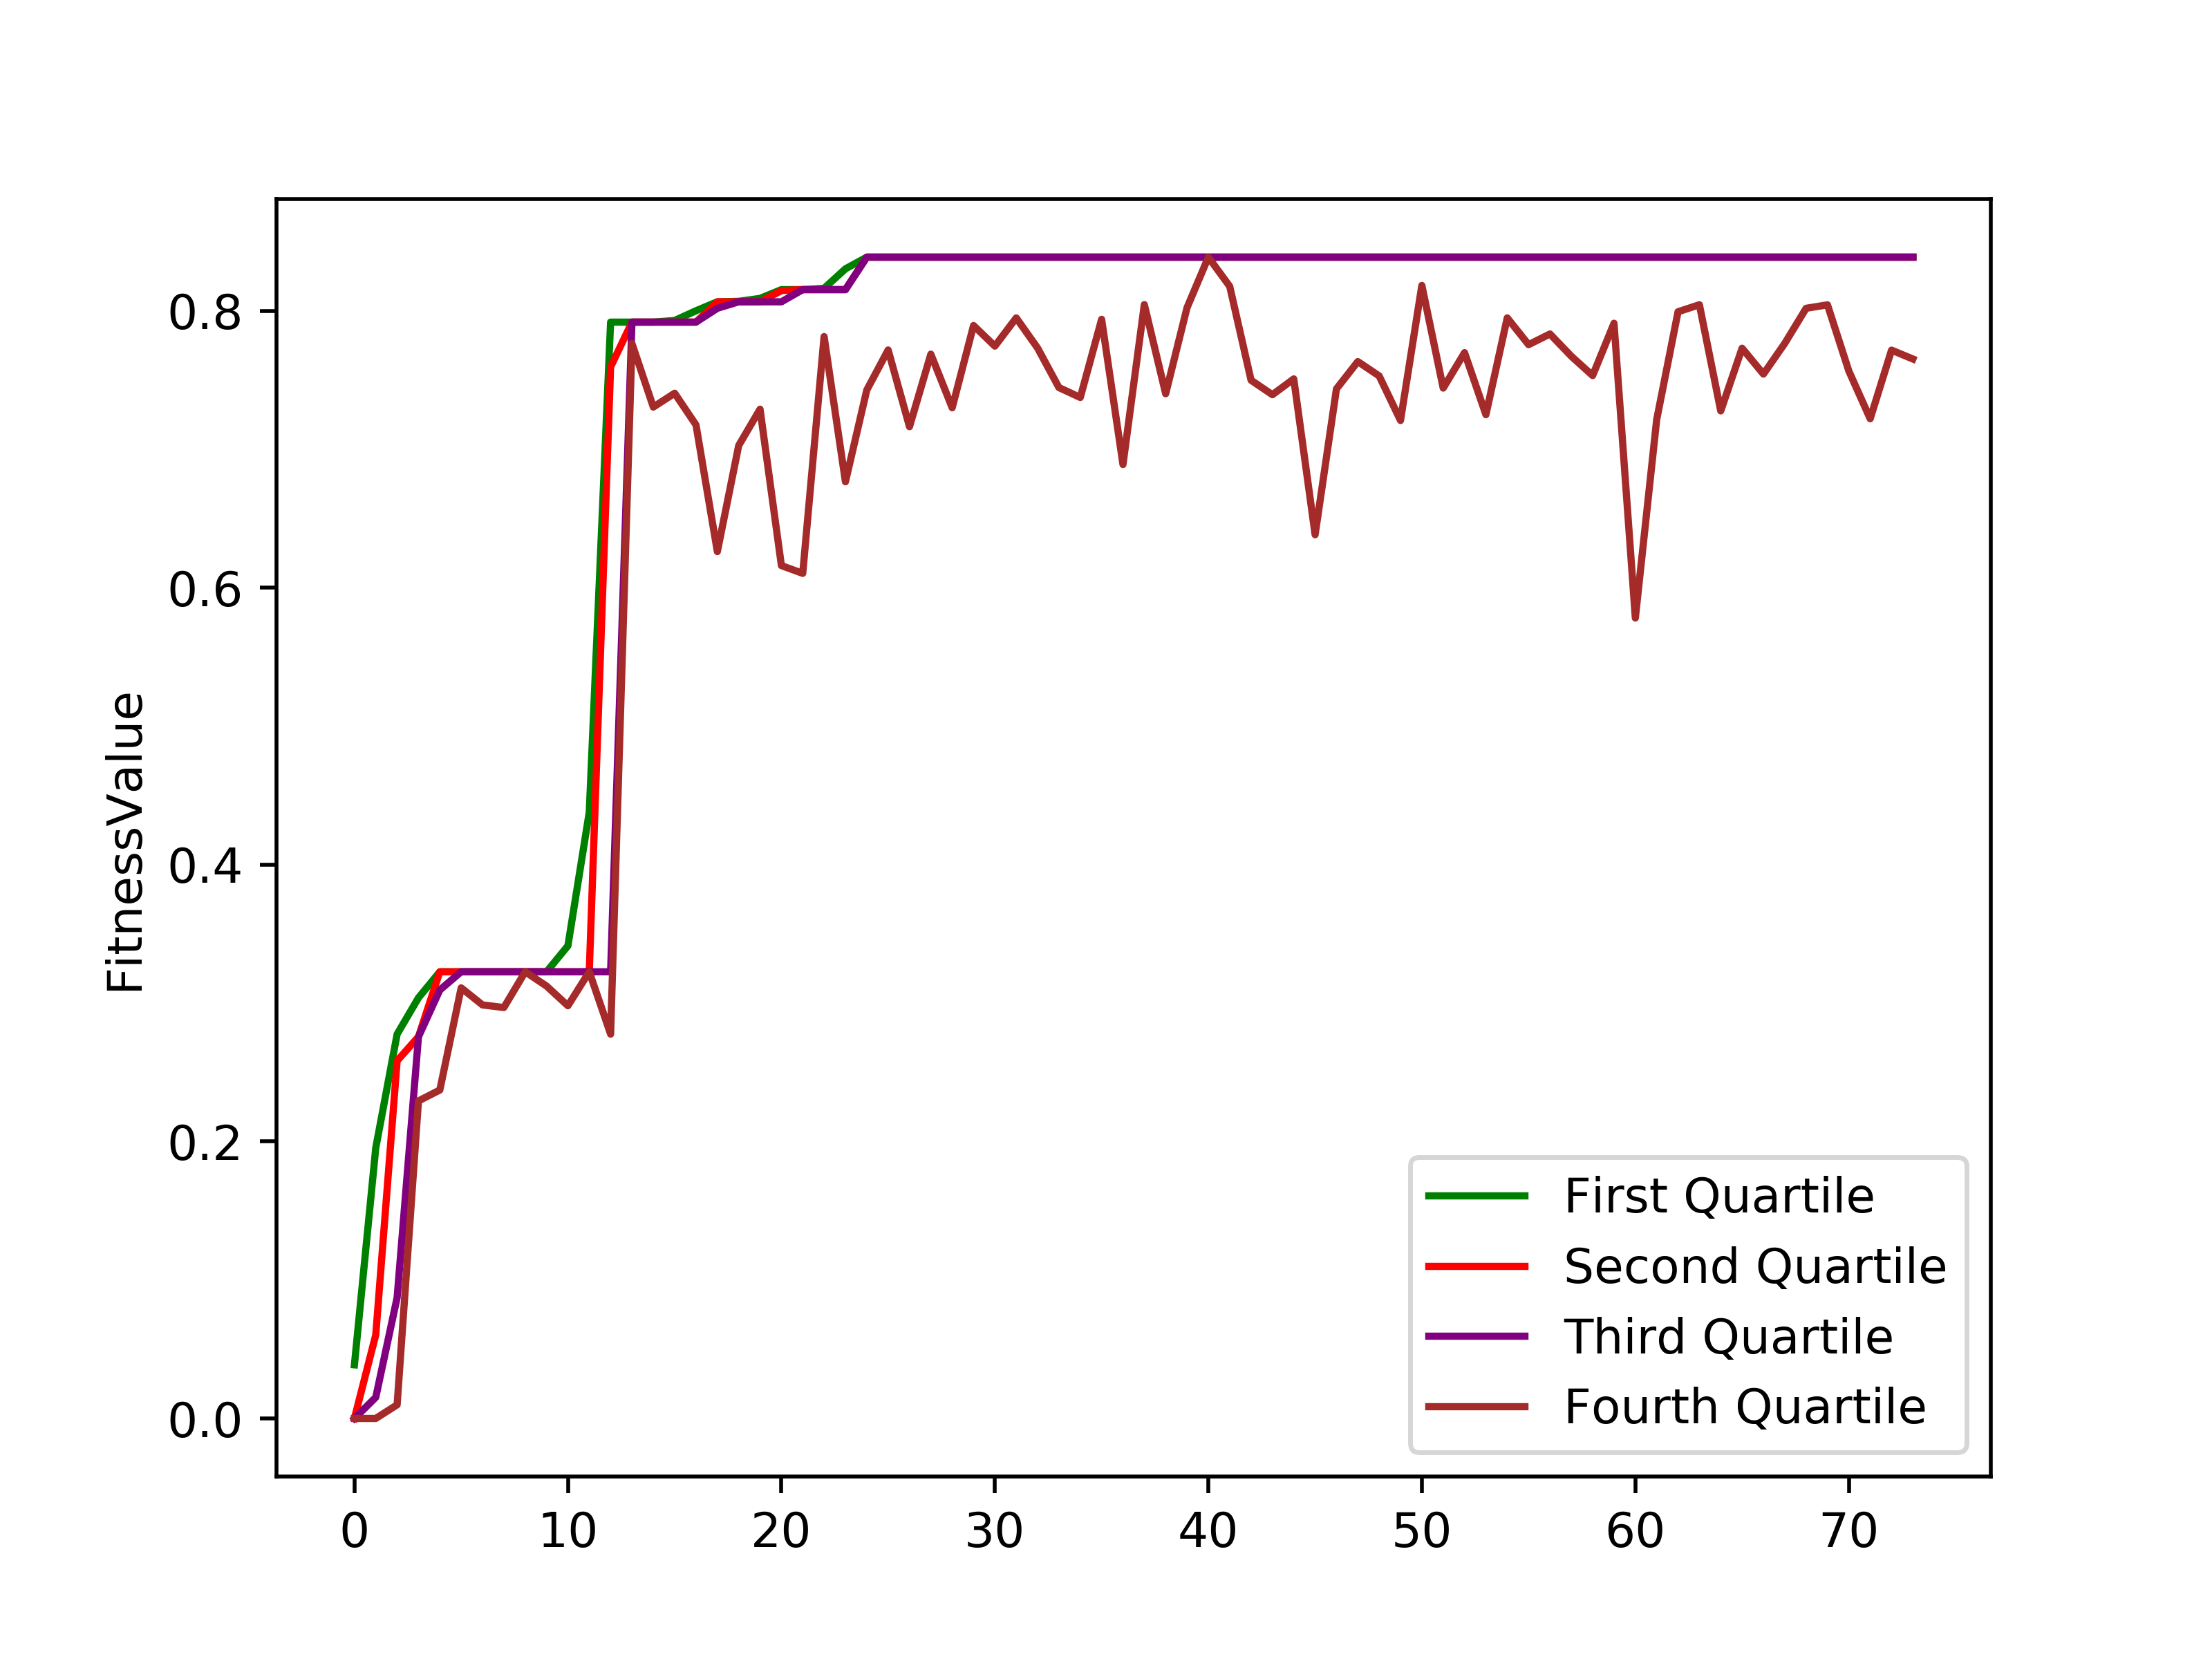 FitnessValue
0.8
0.6
0.4
0.2
0.0
0 10 20 30 40 50 60 70
First Quartile
Second Quartile
Third Quartile
Fourth Quartile